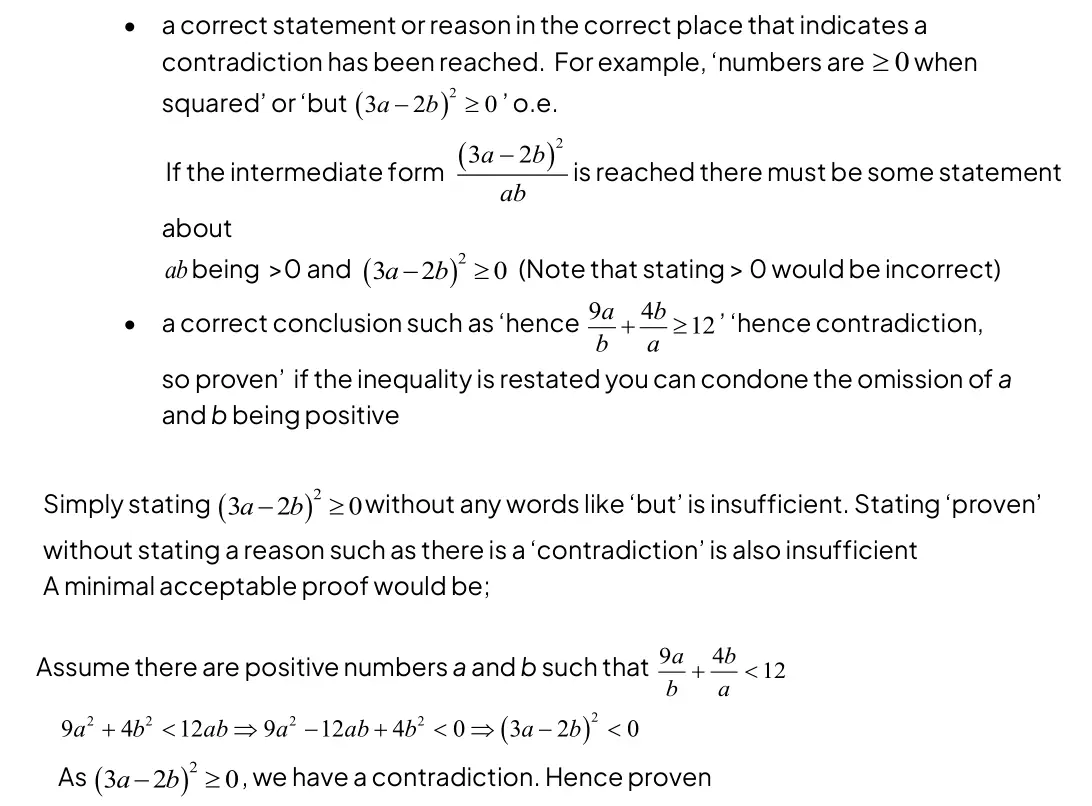 • a correct statement or reason in the correct place that indicates a
contradiction has been reached. For example, ‘numbers are ≥ 0 when
squared’ or ‘but (3a − 2b)² ≥ 0 ’ o.e.
If the intermediate form (3a − 2b)²/ab is reached there must be some statement
about
ab being >0 and (3a − 2b)² ≥ 0 (Note that stating > 0 would be incorrect)
• a correct conclusion such as ‘hence 9a/b + 4b/a ≥ 12 ’ ‘hence contradiction,
so proven’ if the inequality is restated you can condone the omission of a
and b being positive
Simply stating (3a − 2b)² ≥ 0 without any words like ‘but’ is insufficient. Stating ‘proven’
without stating a reason such as there is a ‘contradiction’ is also insufficient
A minimal acceptable proof would be;
Assume there are positive numbers a and b such that 9a/b + 4b/a < 12
9a² + 4b² < 12ab ⇒ 9a² − 12ab + 4b² < 0 ⇒ (3a − 2b)² < 0
As (3a − 2b)² ≥ 0, we have a contradiction. Hence proven